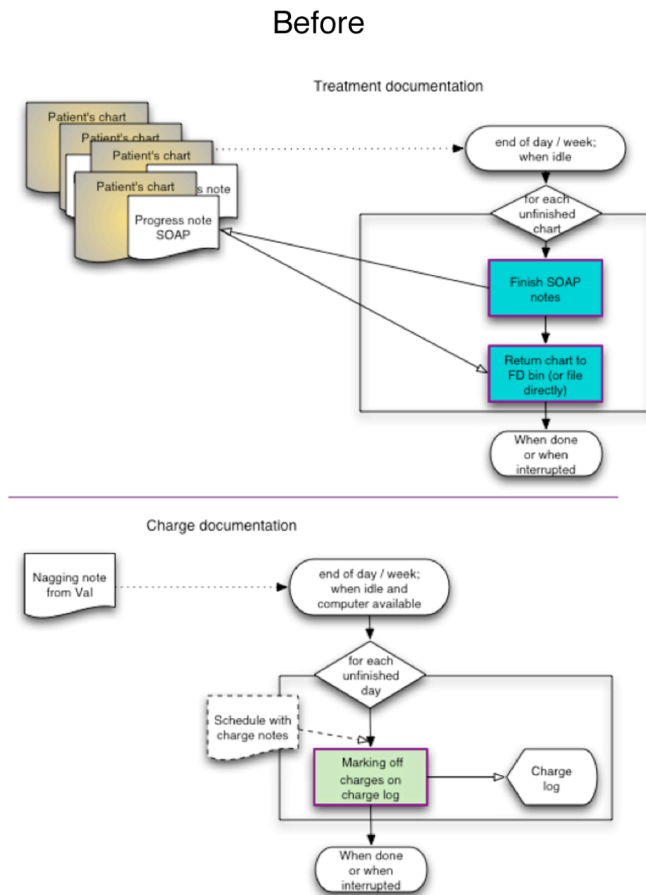 Before
Treatment documentation
Patient's chart
Patient's chart
Patient's chart
Patient's chart
s note
Progress note
SOAP
end of day / week;
when idle
for each
unfinished
chart
Finish SOAP
notes
Return chart to
FD bin (or file
directly)
When done
or when
interrupted
Charge documentation
Nagging note
from Val
end of day / week;
when idle and
computer available
for each
unfinished
day
Schedule with
charge notes
Marking off
charges on
charge log
Charge
log
When done
or when
interrupted